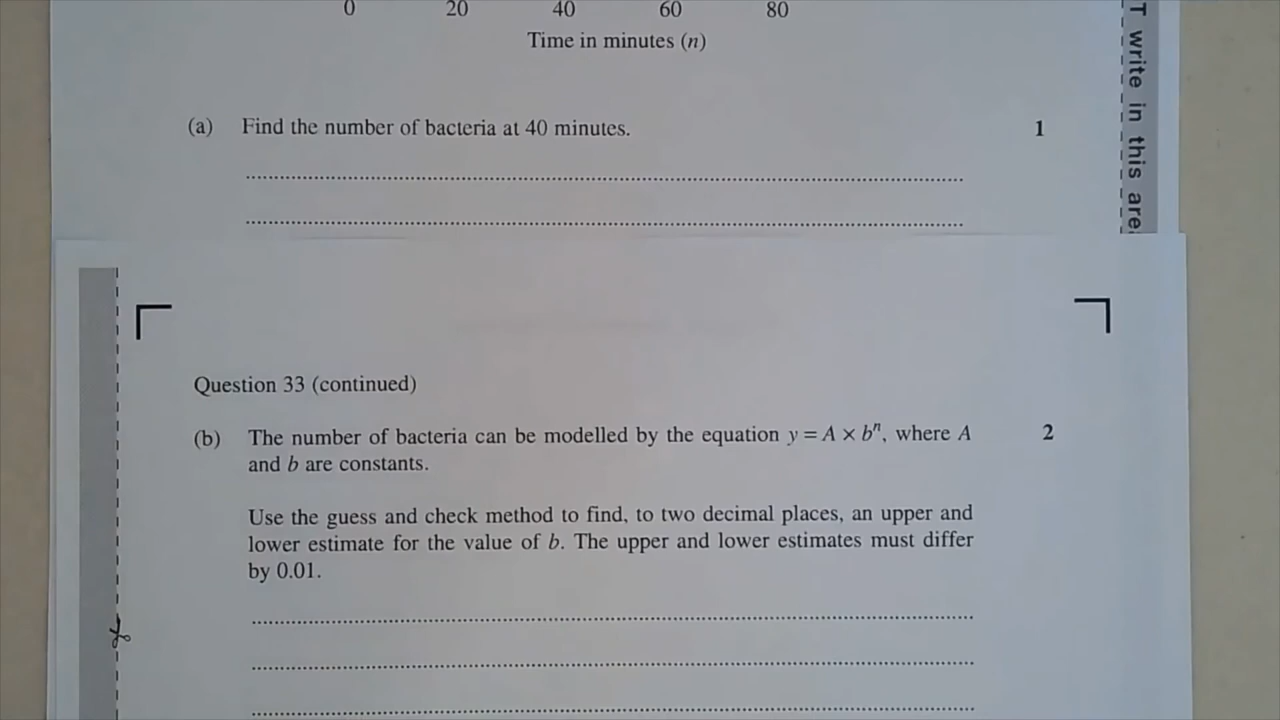 0 20 40 60 80
Time in minutes (n)
T write in this are
(a) Find the number of bacteria at 40 minutes. 1
Question 33 (continued)
(b) The number of bacteria can be modelled by the equation y = A × bⁿ, where A 2
and b are constants.
Use the guess and check method to find, to two decimal places, an upper and
lower estimate for the value of b. The upper and lower estimates must differ
by 0.01.